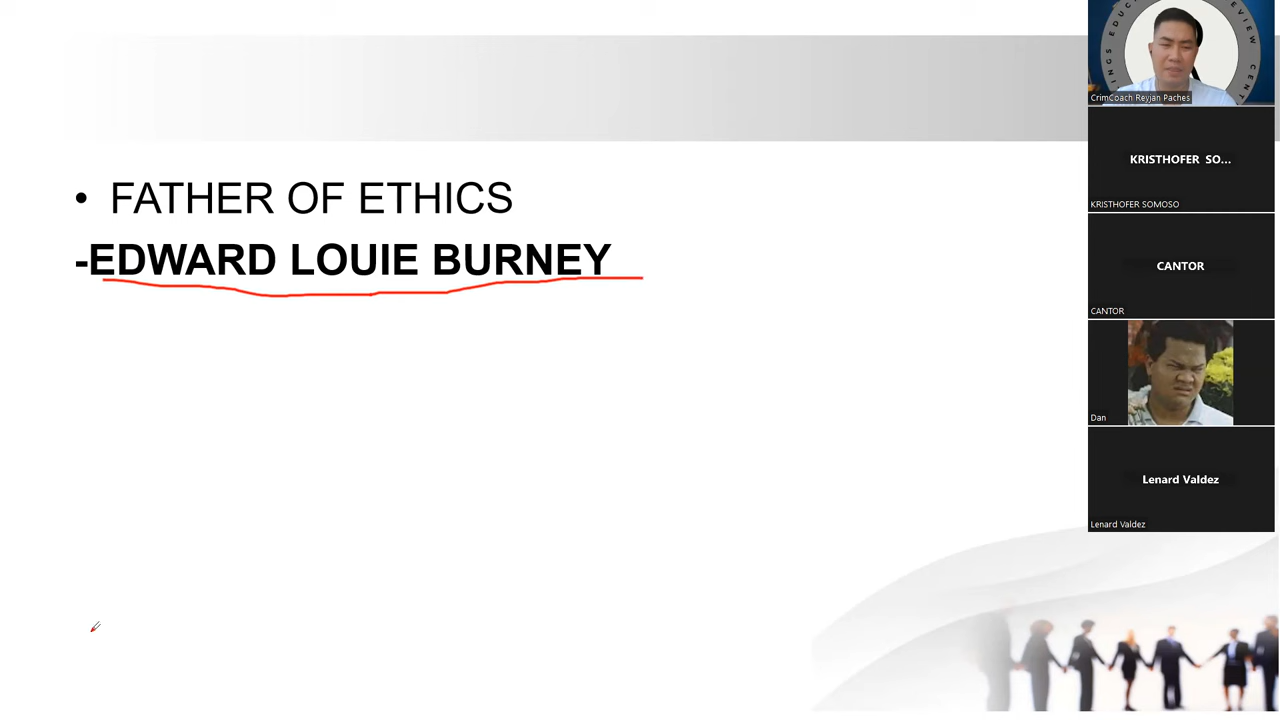 • FATHER OF ETHICS
-EDWARD LOUIE BURNEY
CrimCoach Reyjan Paches
KRISTHOFER SO...
KRISTHOFER SOMOSO
CANTOR
CANTOR
Dan
Lenard Valdez
Lenard Valdez